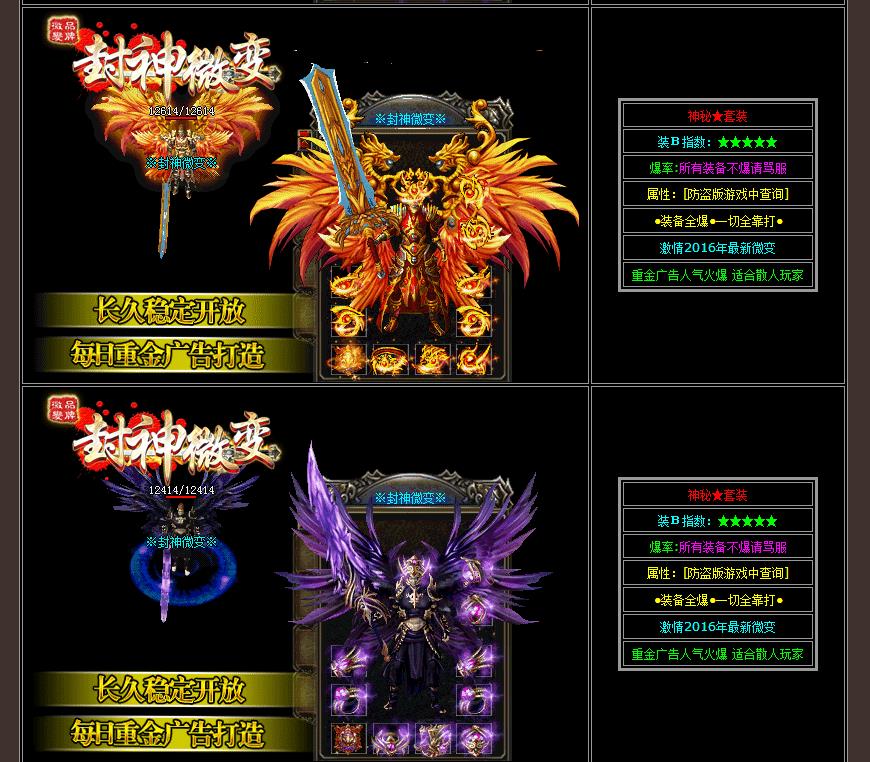 品牌
微變
封神微变
12614/12614
※封神微变※
※封神微变※
长久稳定开放
每日重金广告打造
神秘★套装
装B指数：★★★★★
爆率:所有装备不爆请骂服
属性：[防盗版游戏中查询]
●装备全爆●一切全靠打●
激情2016年最新微变
重金广告人气火爆 适合散人玩家
品牌
微變
封神微变
12414/12414
※封神微变※
※封神微变※
长久稳定开放
每日重金广告打造
神秘★套装
装B指数：★★★★★
爆率:所有装备不爆请骂服
属性：[防盗版游戏中查询]
●装备全爆●一切全靠打●
激情2016年最新微变
重金广告人气火爆 适合散人玩家